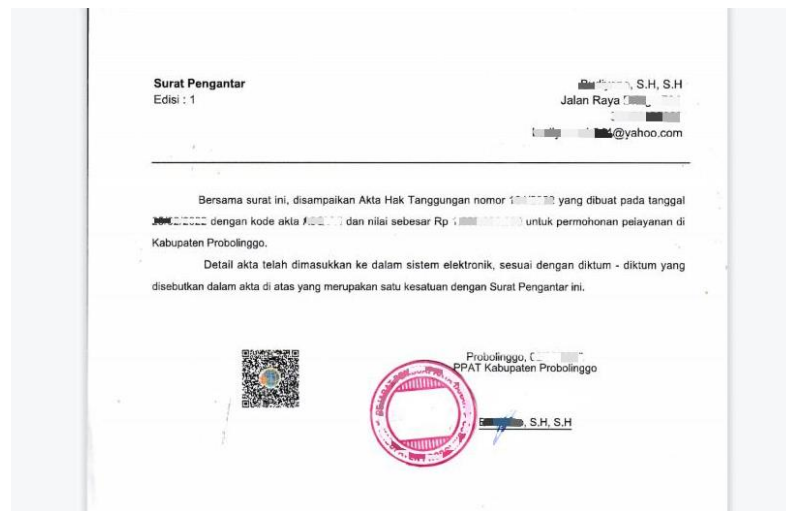 Surat Pengantar
Edisi : 1
S.H, S.H
Jalan Raya
@yahoo.com
Bersama surat ini, disampaikan Akta Hak Tanggungan nomor yang dibuat pada tanggal
dengan kode akta dan nilai sebesar Rp untuk permohonan pelayanan di
Kabupaten Probolinggo.
Detail akta telah dimasukkan ke dalam sistem elektronik, sesuai dengan diktum - diktum yang
disebutkan dalam akta di atas yang merupakan satu kesatuan dengan Surat Pengantar ini.
Probolinggo,
PPAT Kabupaten Probolinggo
S.H, S.H